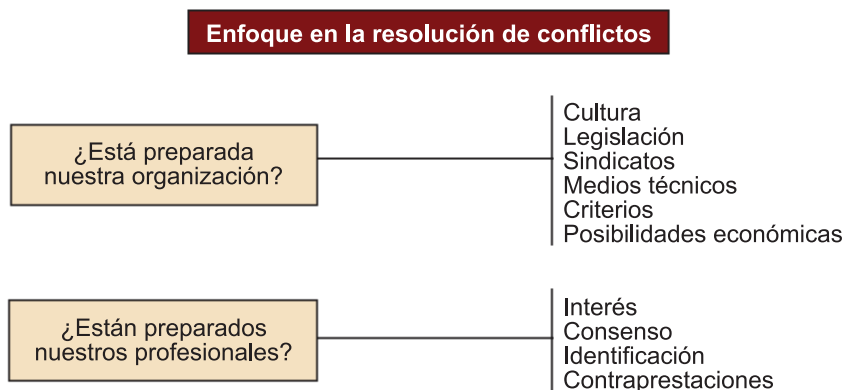 Enfoque en la resolución de conflictos
¿Está preparada
nuestra organización?
Cultura
Legislación
Sindicatos
Medios técnicos
Criterios
Posibilidades económicas
¿Están preparados
nuestros profesionales?
Interés
Consenso
Identificación
Contraprestaciones